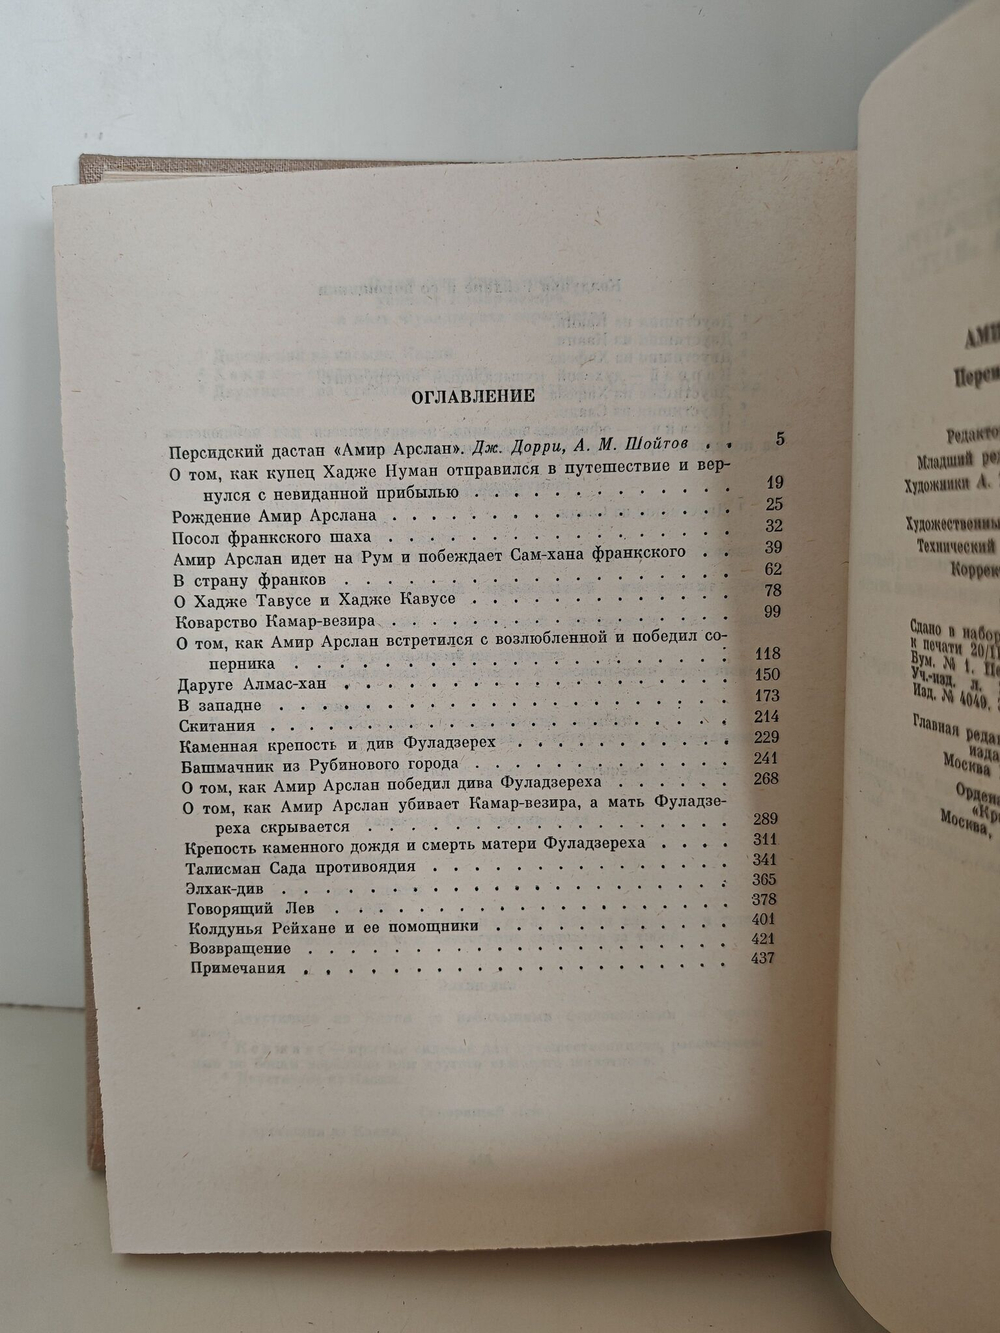 ОГЛАВЛЕНИЕ
Персидский дастан «Амир Арслан». Дж. Дорри, А. М. Шойтов . . 5
О том, как купец Хадже Нуман отправился в путешествие и вер-
нулся с невиданной прибылью . . . . . . . . . . . . . 19
Рождение Амир Арслана . . . . . . . . . . . . . . . . . 25
Посол франкского шаха . . . . . . . . . . . . . . . . . 32
Амир Арслан идет на Рум и побеждает Сам-хана франкского . . 39
В страну франков . . . . . . . . . . . . . . . . . . . 62
О Хадже Тавусе и Хадже Кавусе . . . . . . . . . . . . . 78
Коварство Камар-везира . . . . . . . . . . . . . . . . . 99
О том, как Амир Арслан встретился с возлюбленной и победил со-
перника . . . . . . . . . . . . . . . . . . . . . 118
Даруге Алмас-хан . . . . . . . . . . . . . . . . . . . 150
В западне . . . . . . . . . . . . . . . . . . . . . . 173
Скитания . . . . . . . . . . . . . . . . . . . . . . 214
Каменная крепость и див Фуладзерех . . . . . . . . . . 229
Башмачник из Рубинового города . . . . . . . . . . . . 241
О том, как Амир Арслан победил дива Фуладзереха . . . . . . 268
О том, как Амир Арслан убивает Камар-везира, а мать Фуладзе-
реха скрывается . . . . . . . . . . . . . . . . . . 289
Крепость каменного дождя и смерть матери Фуладзереха . . . . 311
Талисман Сада противоядия . . . . . . . . . . . . . . 341
Элхак-див . . . . . . . . . . . . . . . . . . . . . 365
Говорящий Лев . . . . . . . . . . . . . . . . . . . 378
Колдунья Рейхане и ее помощники . . . . . . . . . . . 401
Возвращение . . . . . . . . . . . . . . . . . . . . 421
Примечания . . . . . . . . . . . . . . . . . . . . 437
АМИ
Персид
Редакто
Младший ред
Художники А.
Художественны
Технический
Коррек
Сдано в набор
к печати 20/1
Бум. № 1. Пе
Уч.-изд. л.
Изд. № 4049.
Главная редак
изда
Москва
Орден
«Кр
Москва,